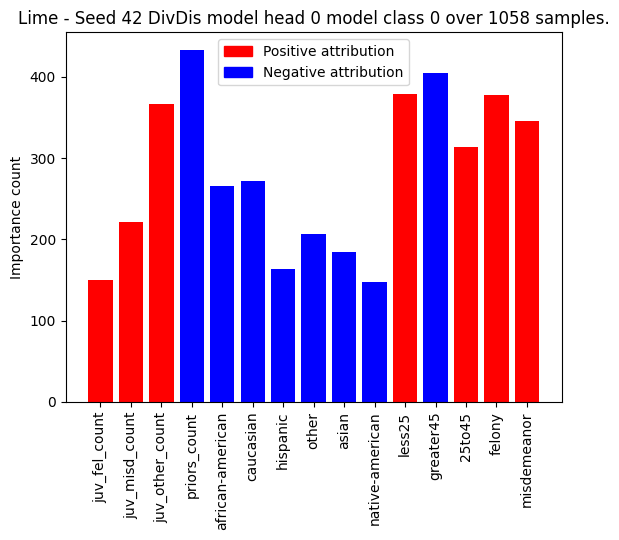 Lime - Seed 42 DivDis model head 0 model class 0 over 1058 samples.
Positive attribution
Negative attribution
Importance count
400
300
200
100
0
juv_fel_count
juv_misd_count
juv_other_count
priors_count
african-american
caucasian
hispanic
other
asian
native-american
less25
greater45
25to45
felony
misdemeanor